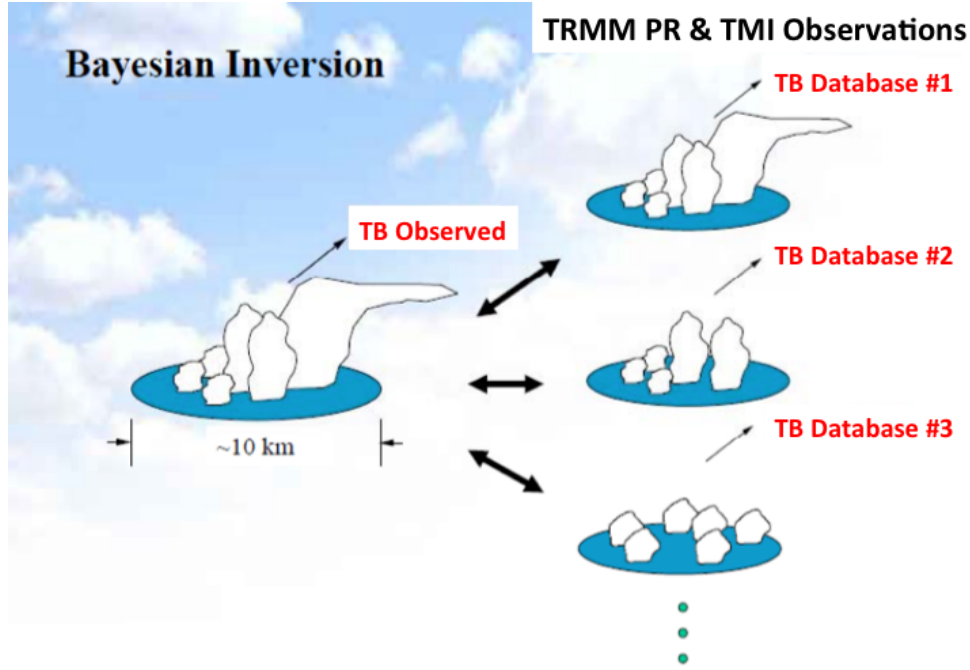 TRMM PR & TMI Observations
Bayesian Inversion
TB Database #1
TB Observed
TB Database #2
TB Database #3
~10 km